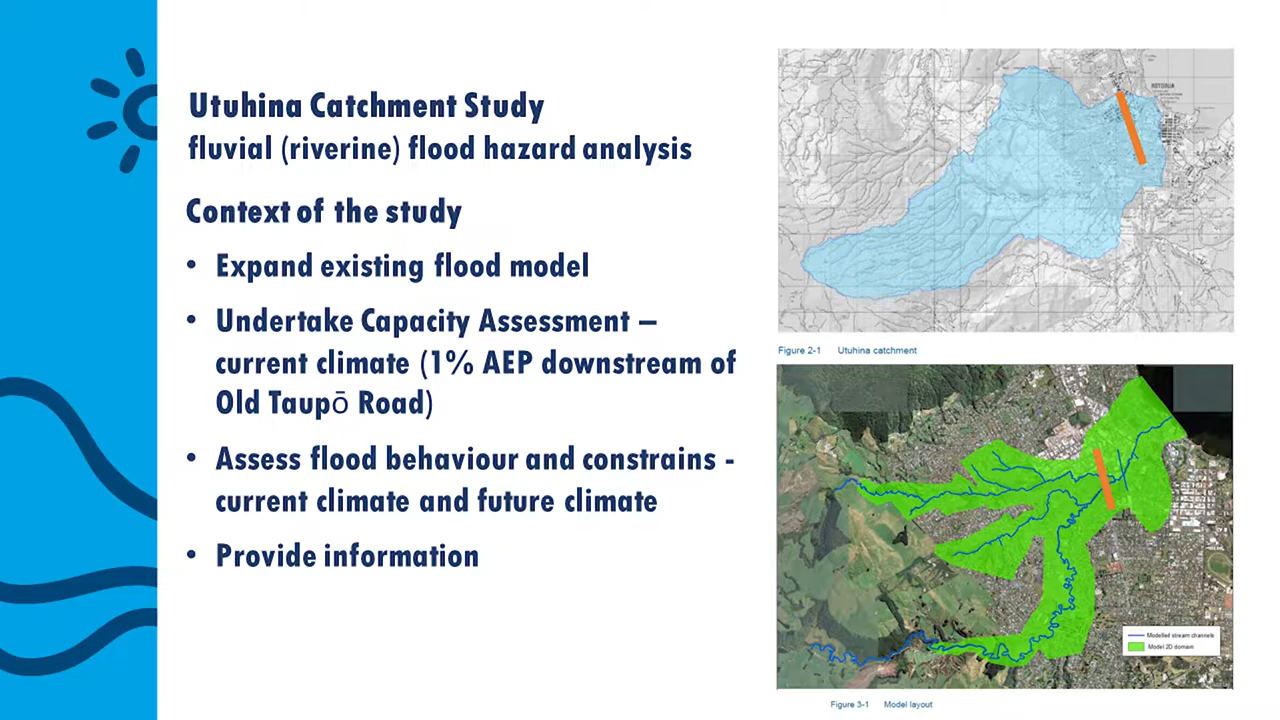 Utuhina Catchment Study
fluvial (riverine) flood hazard analysis
Context of the study
• Expand existing flood model
• Undertake Capacity Assessment –
current climate (1% AEP downstream of
Old Taupō Road)
• Assess flood behaviour and constrains -
current climate and future climate
• Provide information
ROTORUA
Figure 2-1 Utuhina catchment
Modelled stream channels
Model 2D domain
Figure 3-1 Model layout